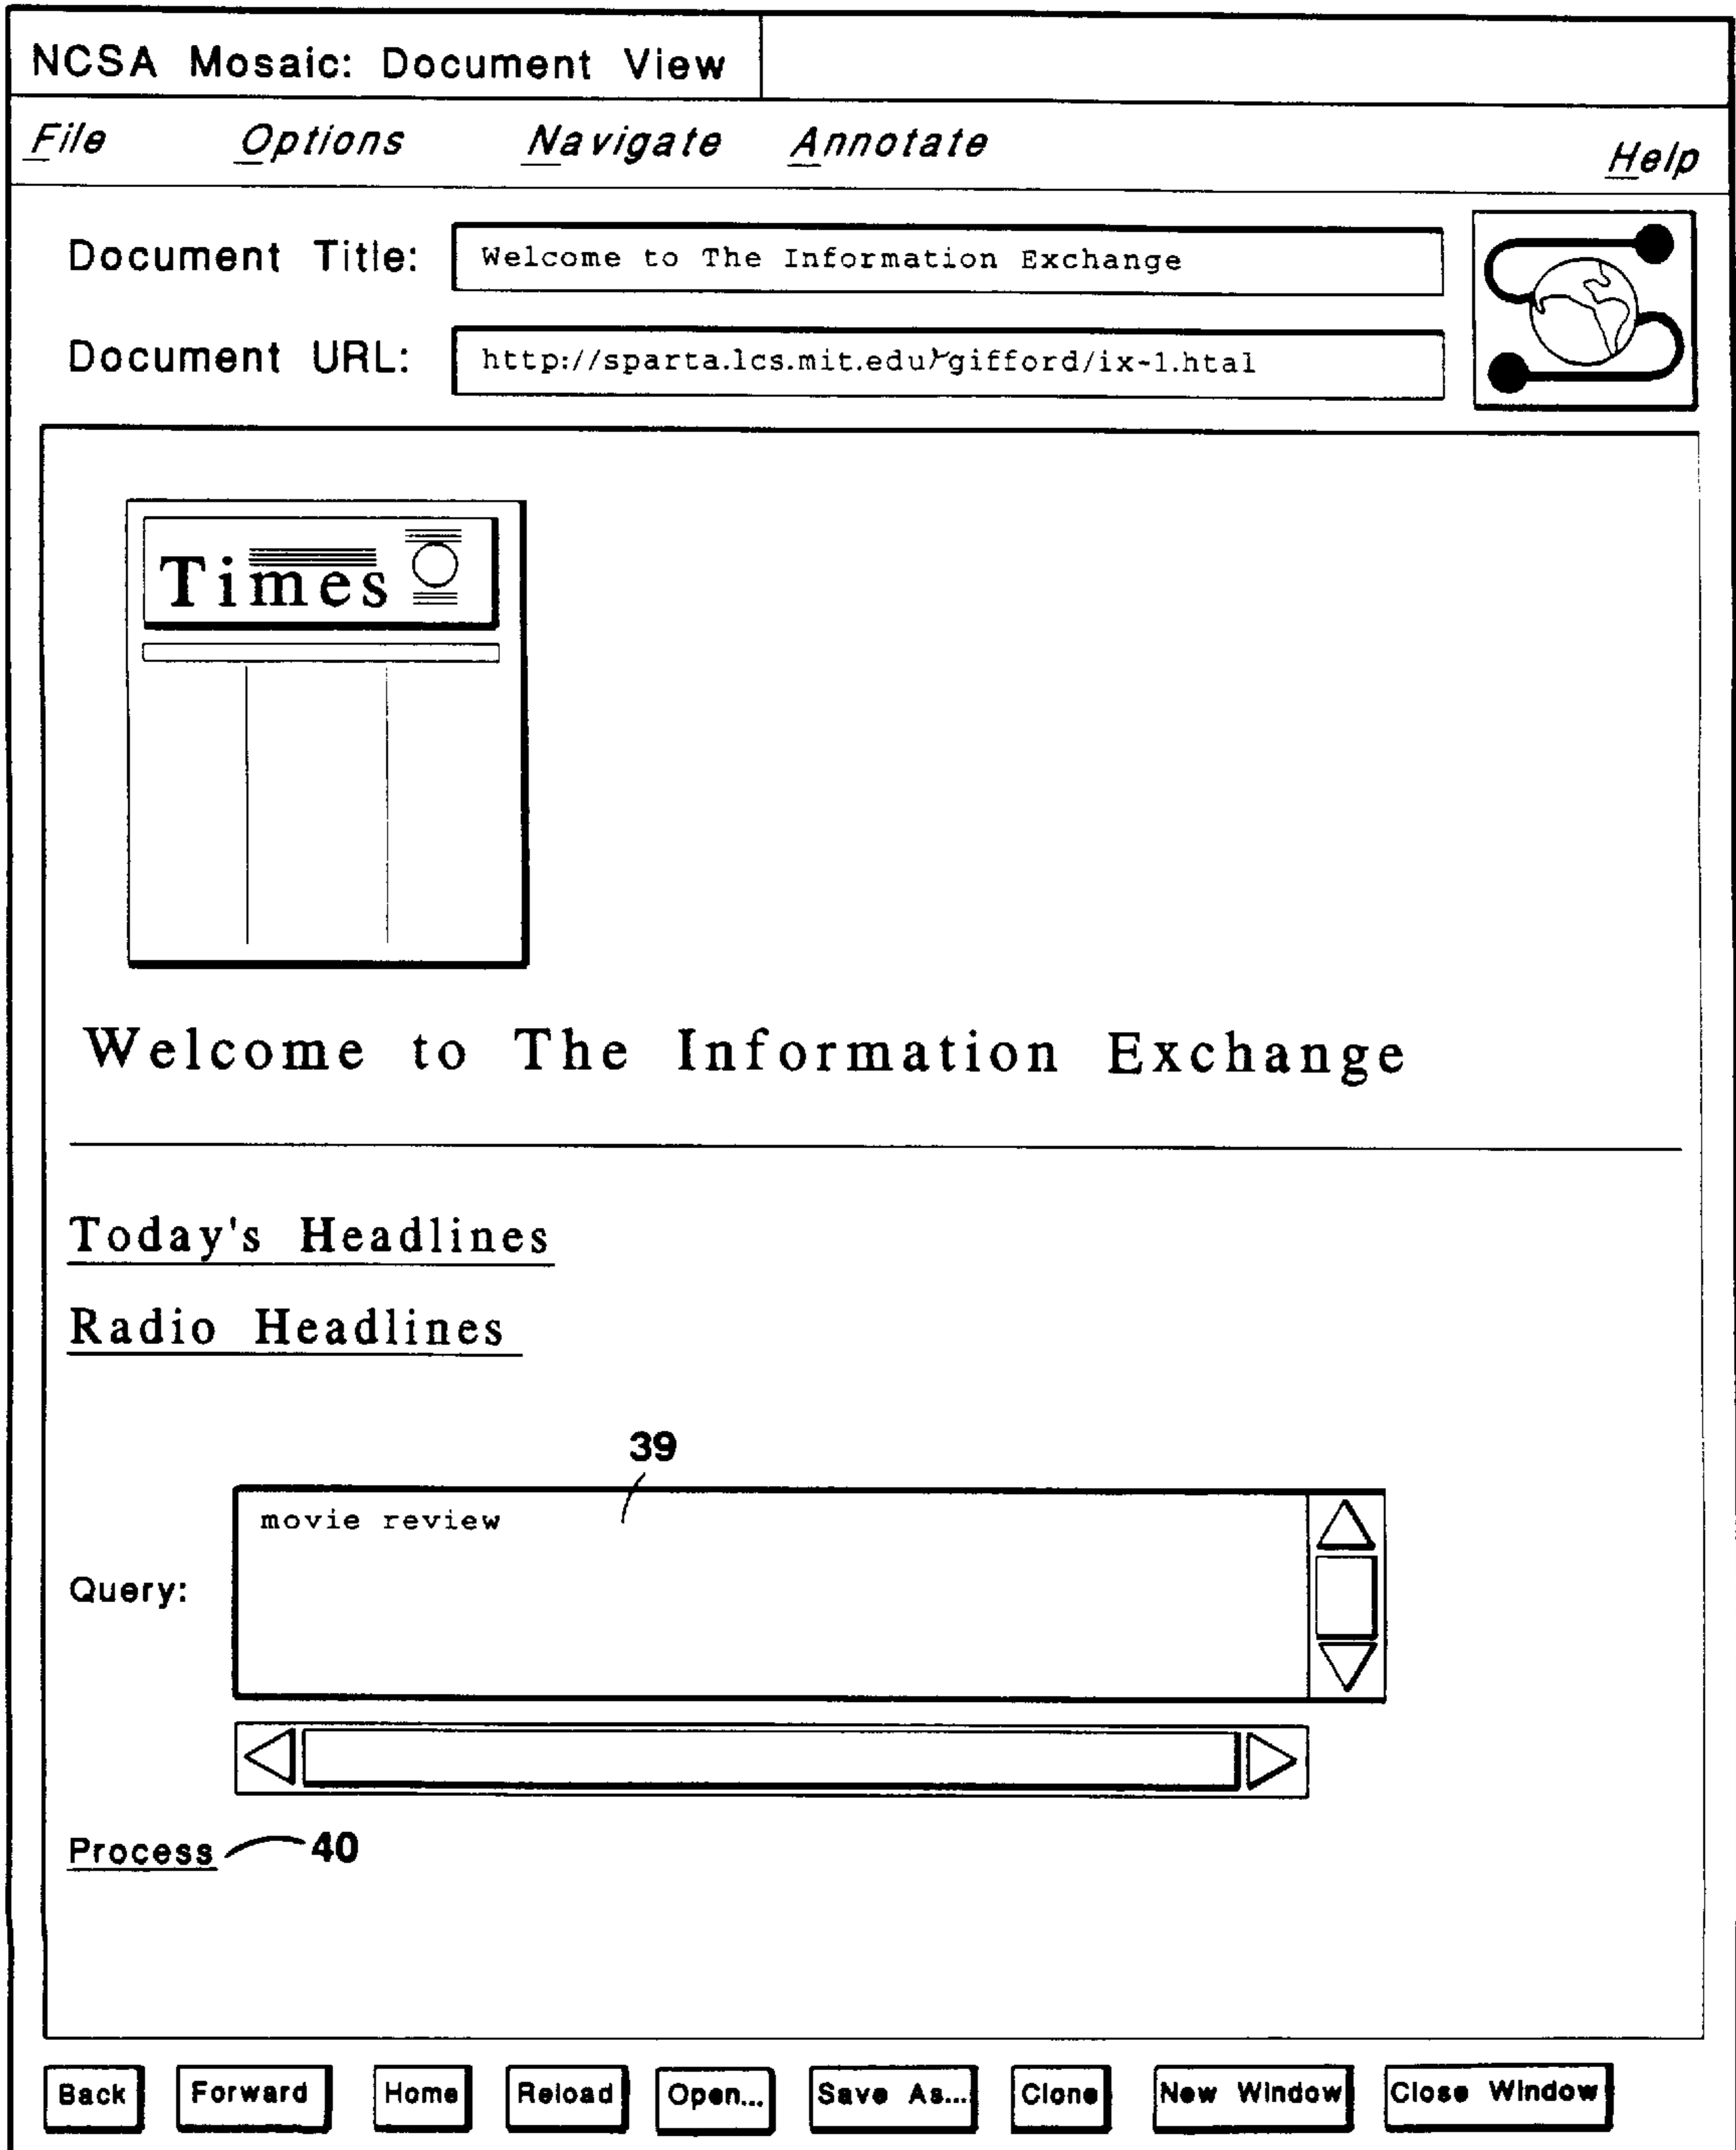 NCSA Mosaic: Document View
File Options Navigate Annotate Help
Document Title: Welcome to The Information Exchange
Document URL: http://sparta.lcs.mit.edu/~gifford/ix-1.htal
Times
Welcome to The Information Exchange
Today's Headlines
Radio Headlines
39
movie review
Query:
Process 40
Back Forward Home Reload Open... Save As... Clone New Window Close Window